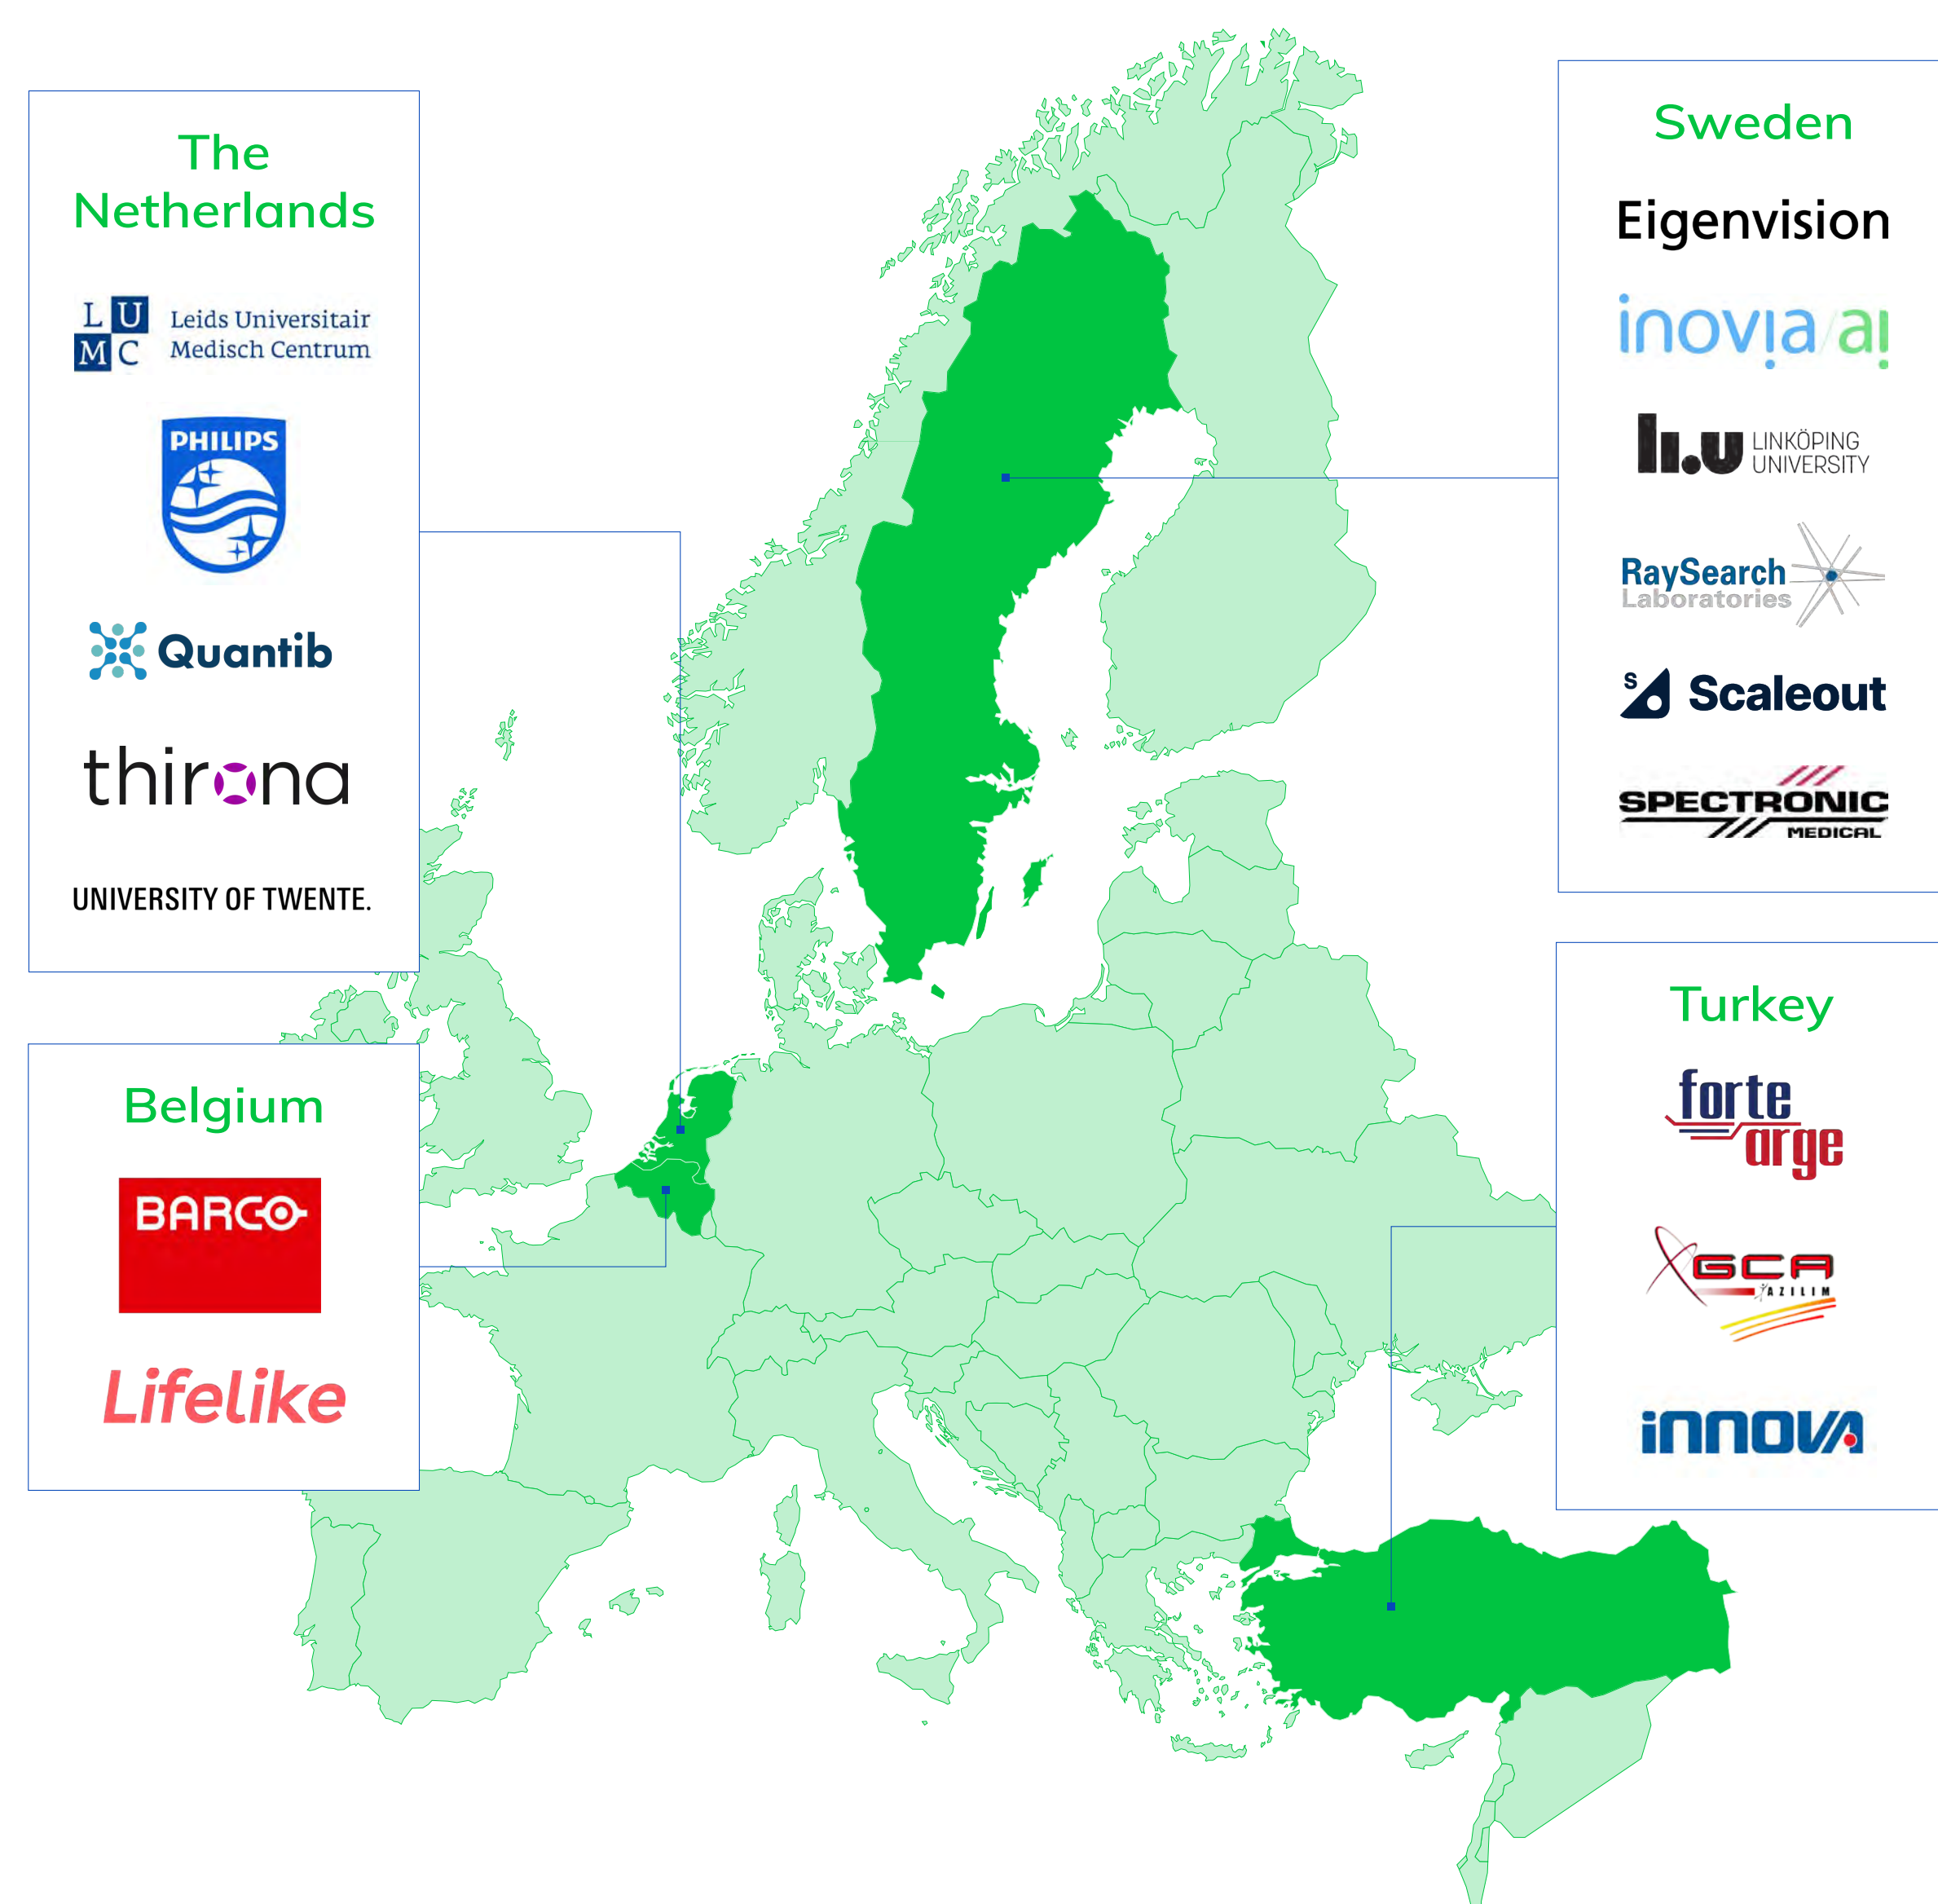 The
Netherlands
L U
M C
Leids Universitair
Medisch Centrum
PHILIPS
Quantib
thirona
UNIVERSITY OF TWENTE.
Belgium
BARCO
Lifelike
Sweden
Eigenvision
inovia/ai
li.u
LINKÖPING
UNIVERSITY
RaySearch
Laboratories
S
Scaleout
SPECTRONIC
MEDICAL
Turkey
forte
arge
GCA
YAZILIM
innova